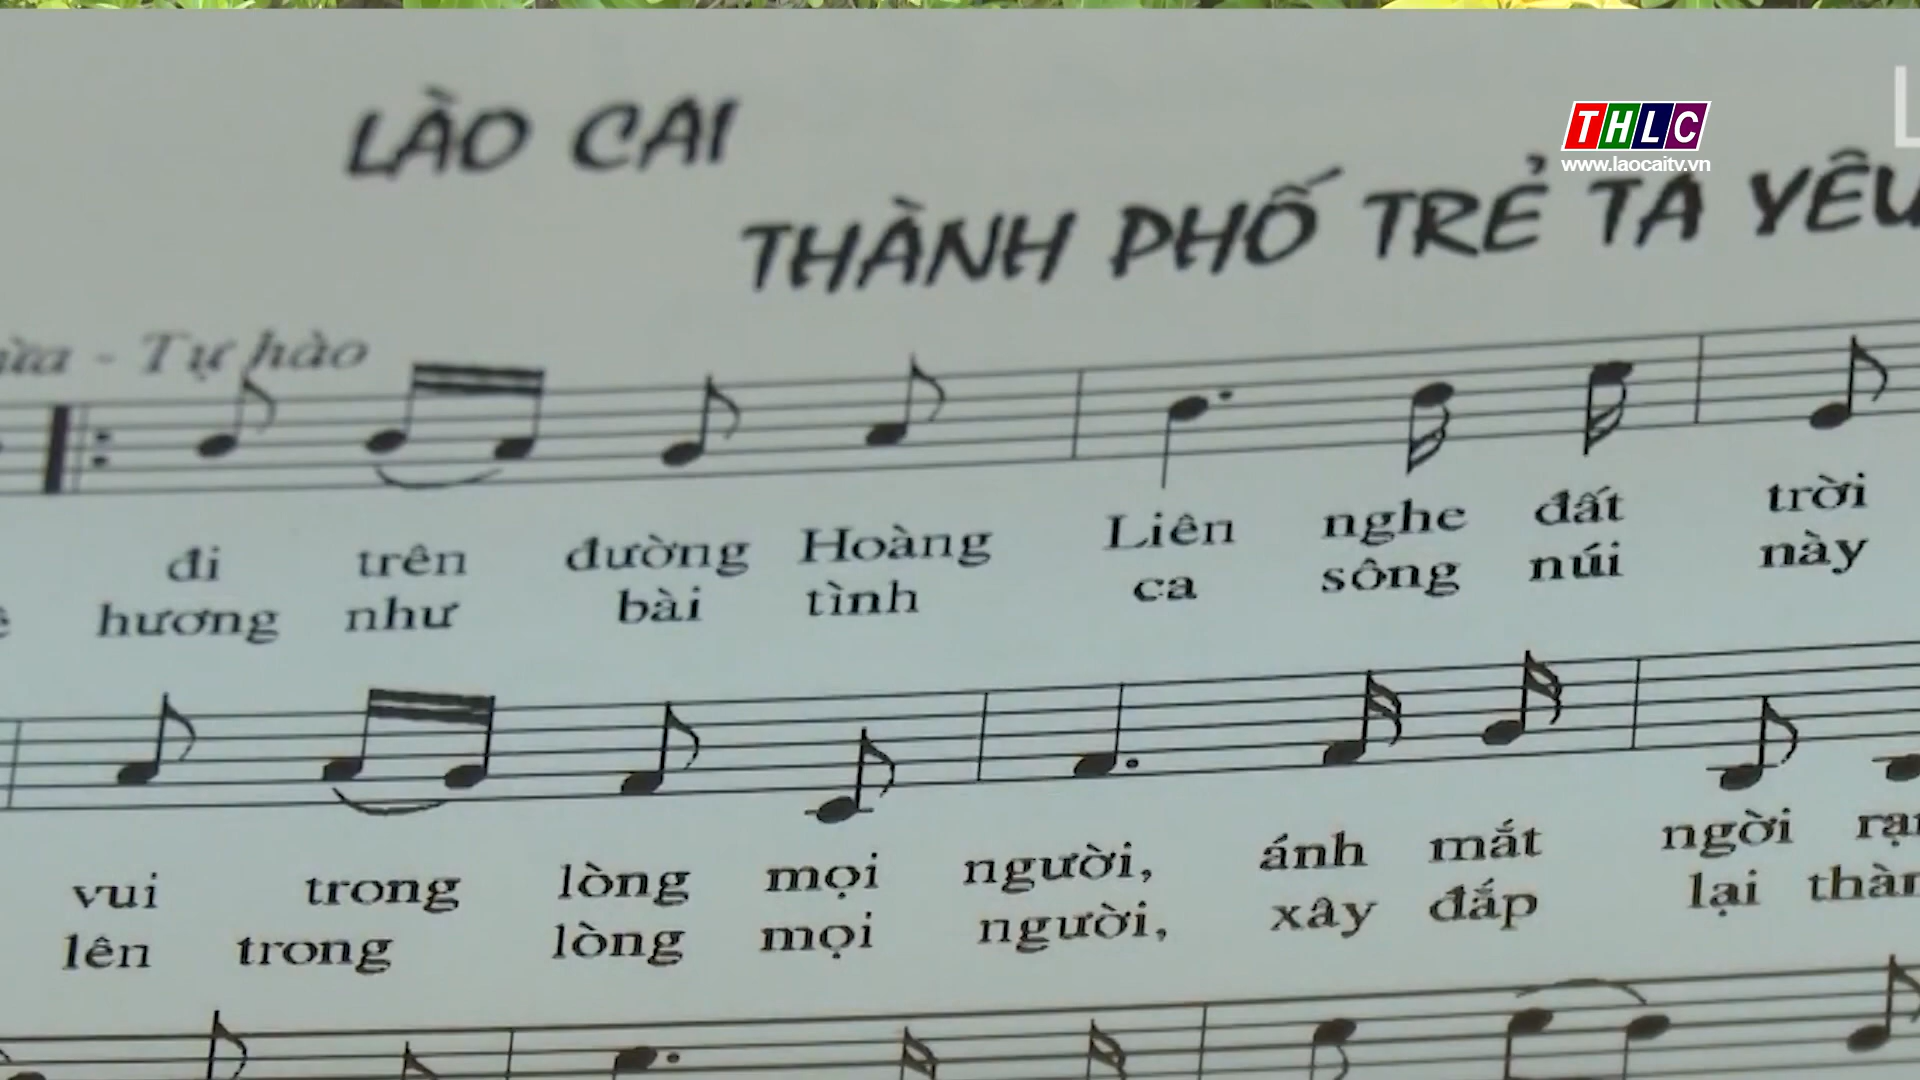 LÀO CAI
THLC
www.laocaitv.vn
THÀNH PHỐ TRẺ TA YÊU
- Tự hào
đi trên đường Hoàng Liên nghe đất trời
hương như bài tình ca sông núi này
vui trong lòng mọi người, ánh mắt ngời
lên trong lòng mọi người, xây đắp lại